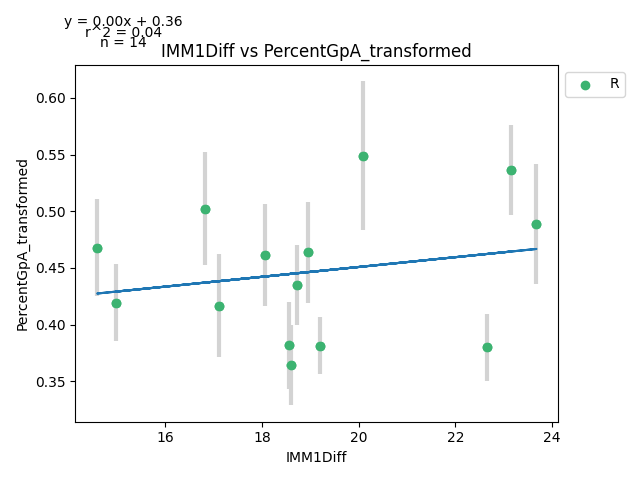 y = 0.00x + 0.36
r^2 = 0.04
n = 14
IMM1Diff vs PercentGpA_transformed
R
PercentGpA_transformed
0.60
0.55
0.50
0.45
0.40
0.35
16 18 20 22 24
IMM1Diff